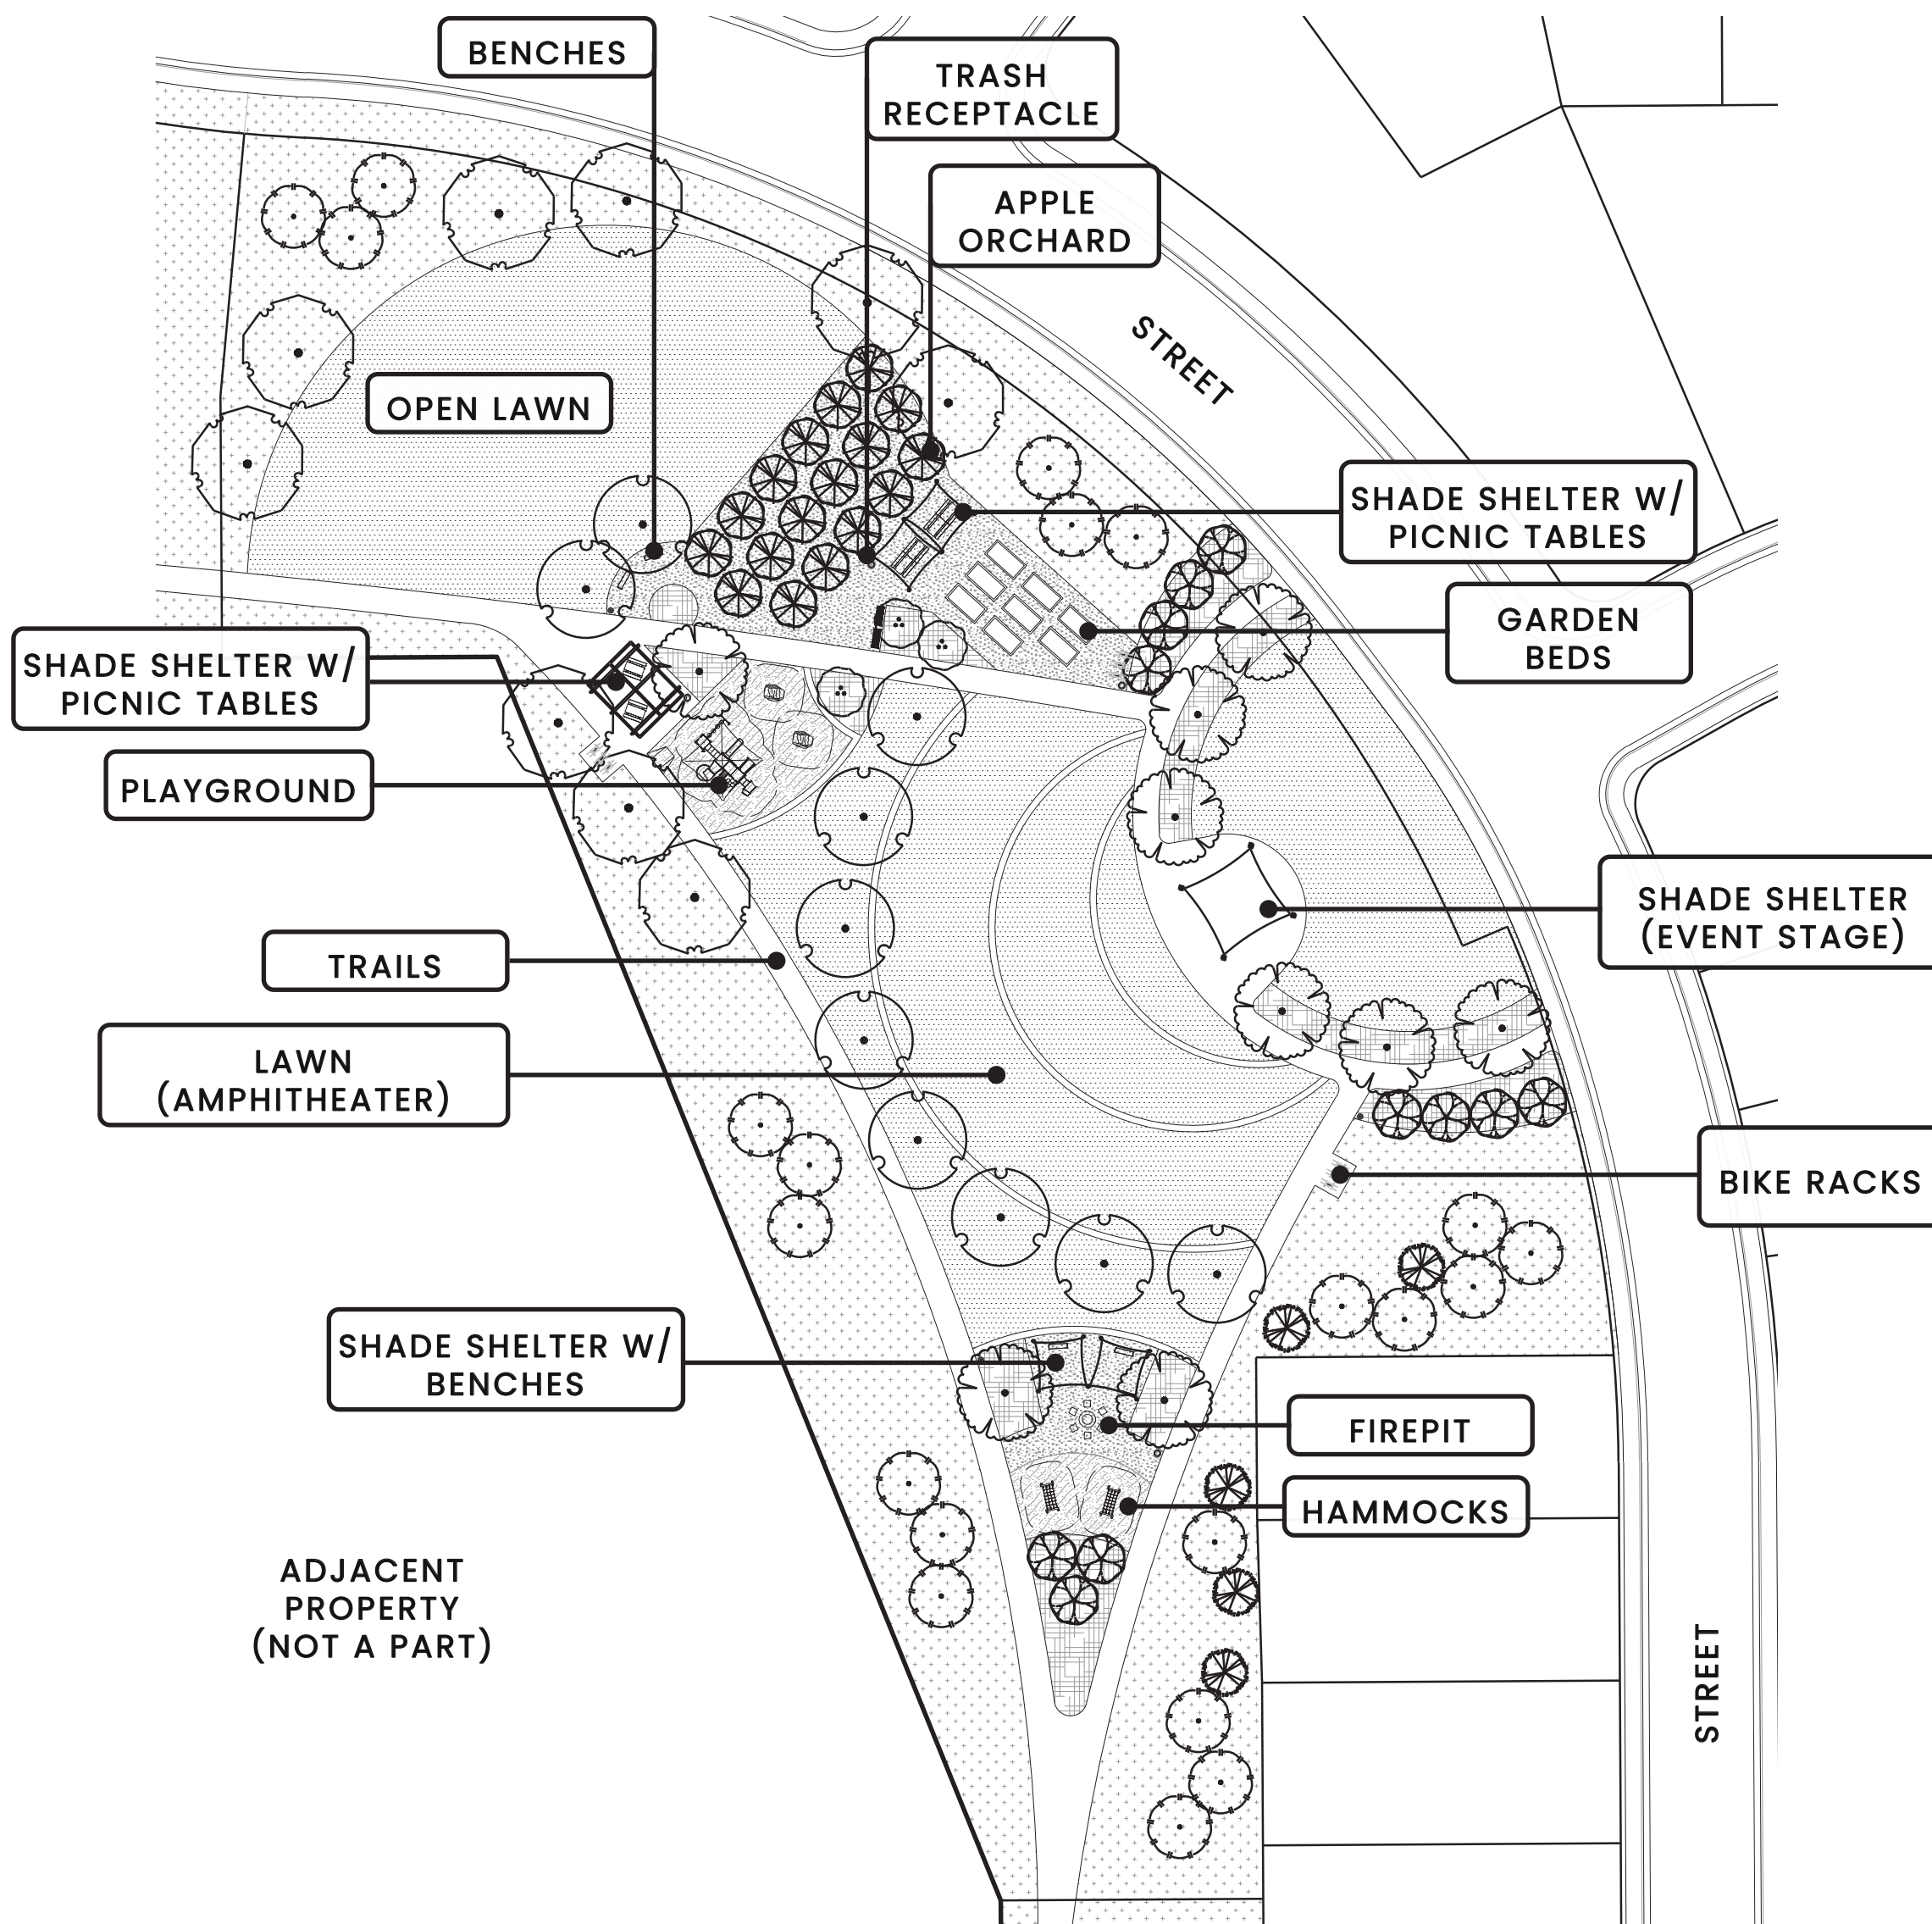 BENCHES
TRASH
RECEPTACLE
APPLE
ORCHARD
STREET
OPEN LAWN
SHADE SHELTER W/
PICNIC TABLES
GARDEN
BEDS
SHADE SHELTER W/
PICNIC TABLES
PLAYGROUND
SHADE SHELTER
(EVENT STAGE)
TRAILS
LAWN
(AMPHITHEATER)
BIKE RACKS
SHADE SHELTER W/
BENCHES
FIREPIT
HAMMOCKS
ADJACENT
PROPERTY
(NOT A PART)
STREET